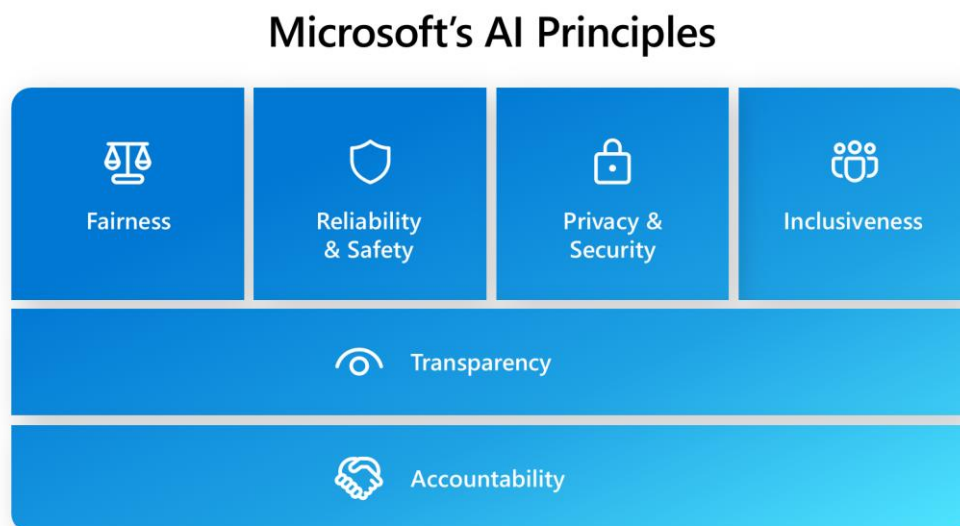 Microsoft’s AI Principles
Fairness
Reliability
& Safety
Privacy &
Security
Inclusiveness
Transparency
Accountability